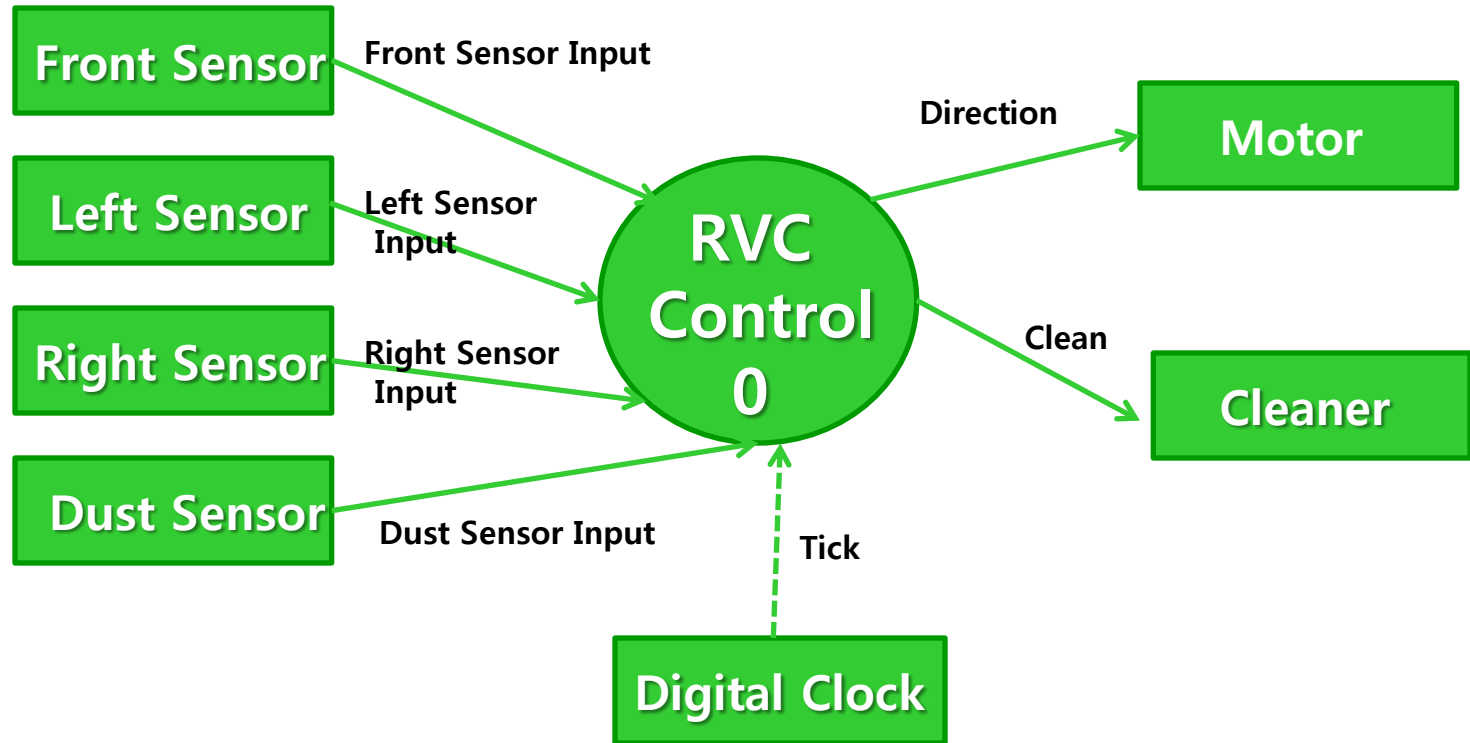 Front Sensor
Front Sensor Input
Direction
Motor
Left Sensor
Left Sensor
Input
RVC
Control
0
Right Sensor
Right Sensor
Input
Clean
Cleaner
Dust Sensor
Dust Sensor Input
Tick
Digital Clock